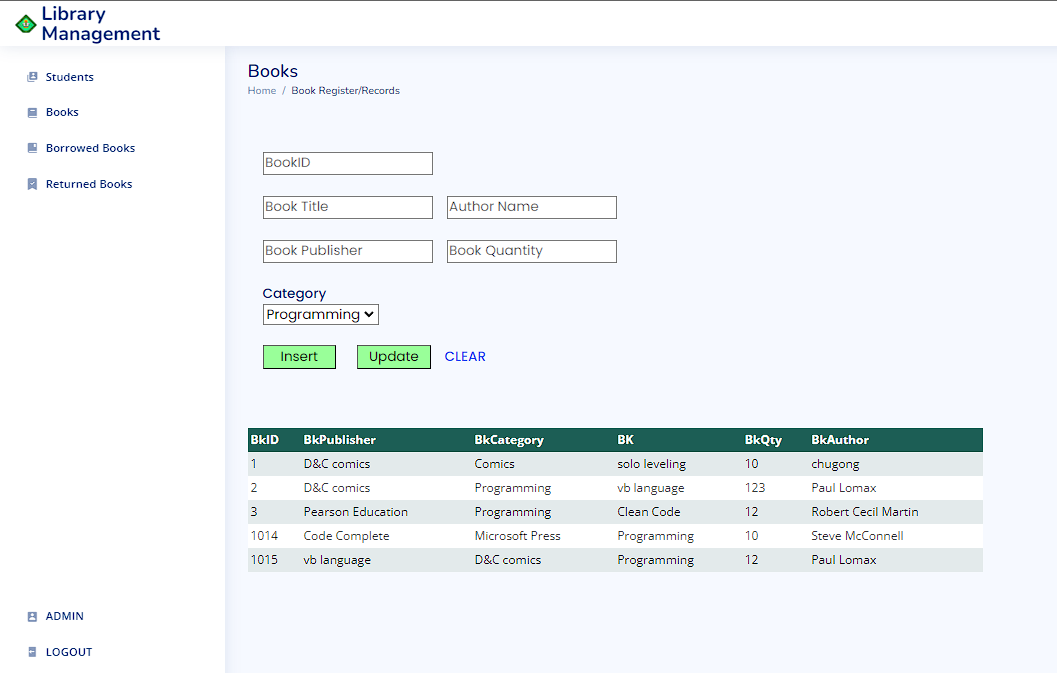 Library
Management
Students
Books
Borrowed Books
Returned Books
ADMIN
LOGOUT
Books
Home / Book Register/Records
BookID
Book Title Author Name
Book Publisher Book Quantity
Category
Programming
Insert Update CLEAR
BkID BkPublisher BkCategory BK BkQty BkAuthor
1 D&C comics Comics solo leveling 10 chugong
2 D&C comics Programming vb language 123 Paul Lomax
3 Pearson Education Programming Clean Code 12 Robert Cecil Martin
1014 Code Complete Microsoft Press Programming 10 Steve McConnell
1015 vb language D&C comics Programming 12 Paul Lomax